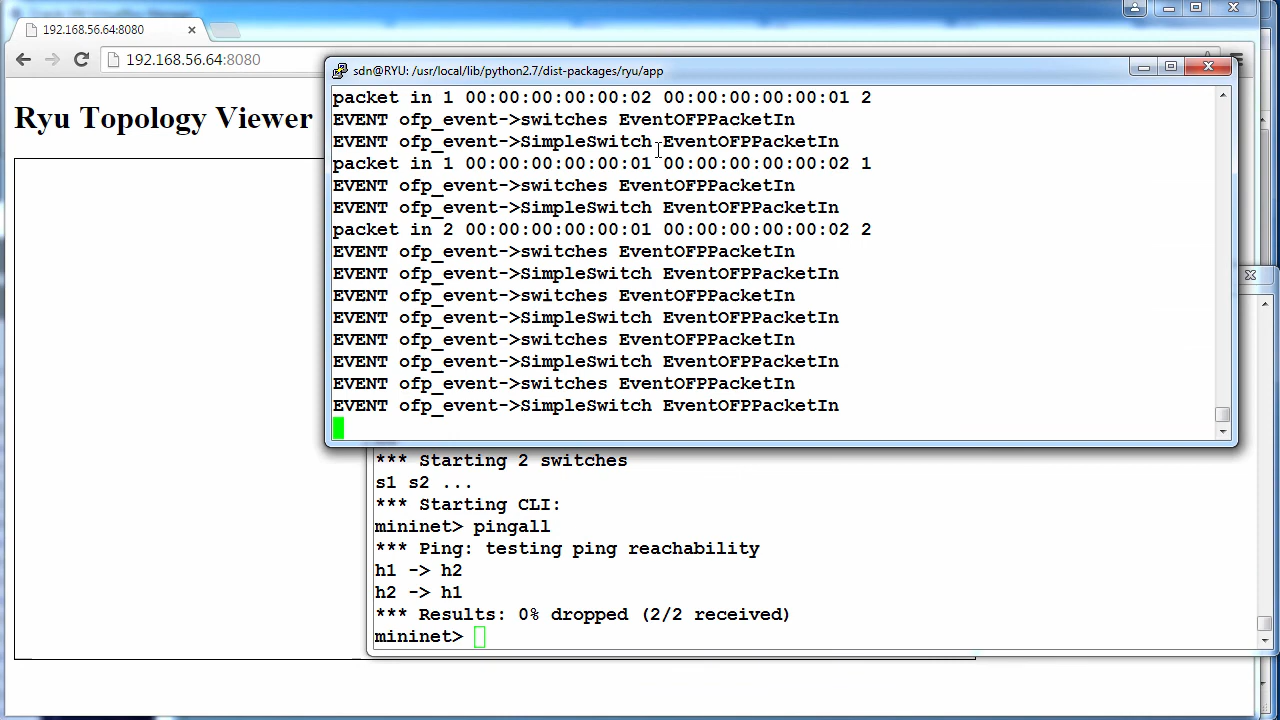 192.168.56.64:8080
192.168.56.64:8080
Ryu Topology Viewer
sdn@RYU: /usr/local/lib/python2.7/dist-packages/ryu/app
packet in 1 00:00:00:00:00:02 00:00:00:00:00:01 2
EVENT ofp_event->switches EventOFPPacketIn
EVENT ofp_event->SimpleSwitch EventOFPPacketIn
packet in 1 00:00:00:00:00:01 00:00:00:00:00:02 1
EVENT ofp_event->switches EventOFPPacketIn
EVENT ofp_event->SimpleSwitch EventOFPPacketIn
packet in 2 00:00:00:00:00:01 00:00:00:00:00:02 2
EVENT ofp_event->switches EventOFPPacketIn
EVENT ofp_event->SimpleSwitch EventOFPPacketIn
EVENT ofp_event->switches EventOFPPacketIn
EVENT ofp_event->SimpleSwitch EventOFPPacketIn
EVENT ofp_event->switches EventOFPPacketIn
EVENT ofp_event->SimpleSwitch EventOFPPacketIn
EVENT ofp_event->switches EventOFPPacketIn
EVENT ofp_event->SimpleSwitch EventOFPPacketIn
*** Starting 2 switches
s1 s2 ...
*** Starting CLI:
mininet> pingall
*** Ping: testing ping reachability
h1 -> h2
h2 -> h1
*** Results: 0% dropped (2/2 received)
mininet>